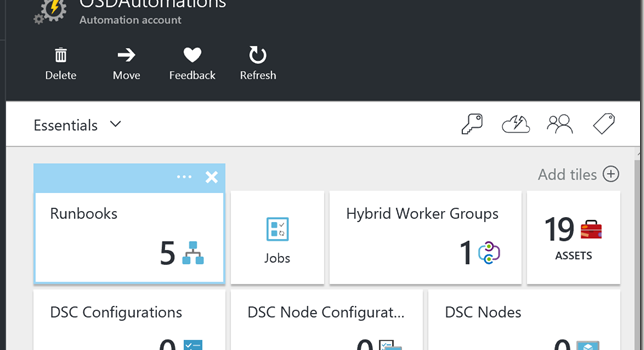 OSDAutomations
Automation account
Delete Move Feedback Refresh
Essentials
Add tiles
Runbooks
5
Jobs
Hybrid Worker Groups
1
19
ASSETS
DSC Configurations
0
DSC Node Configurat...
0
DSC Nodes
0